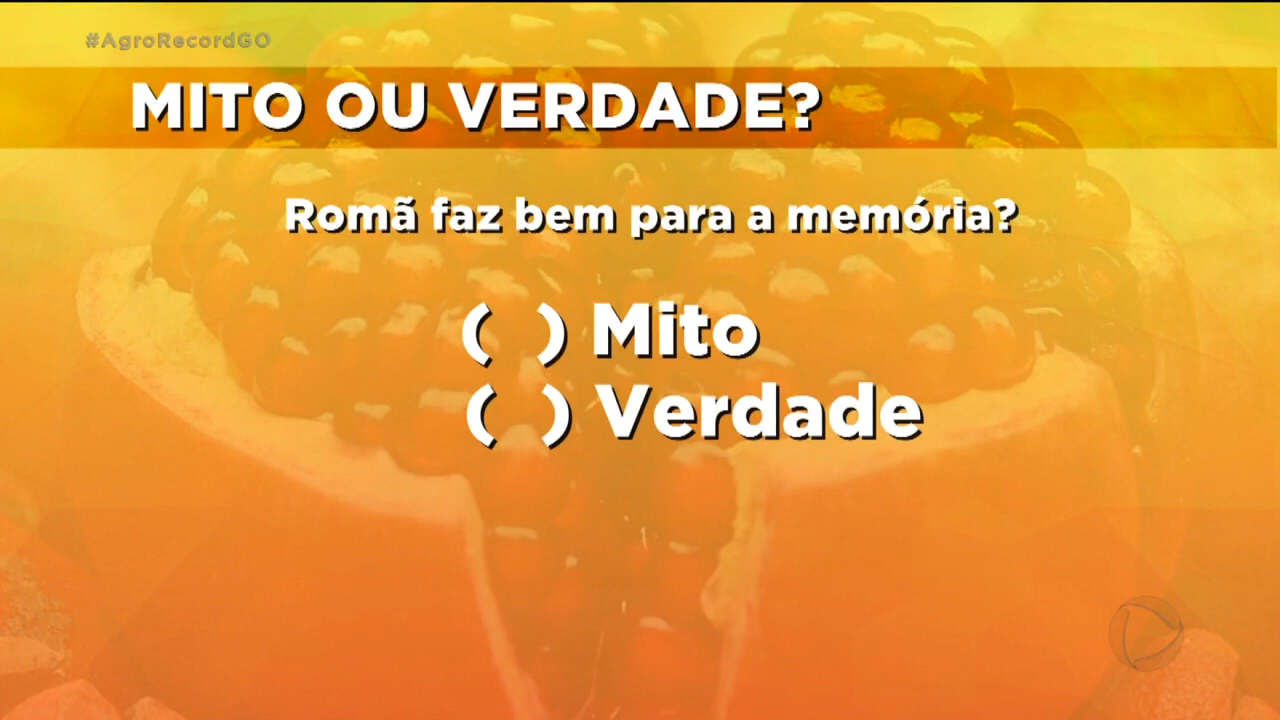 #AgroRecordGO
MITO OU VERDADE?
Romã faz bem para a memória?
( ) Mito
( ) Verdade